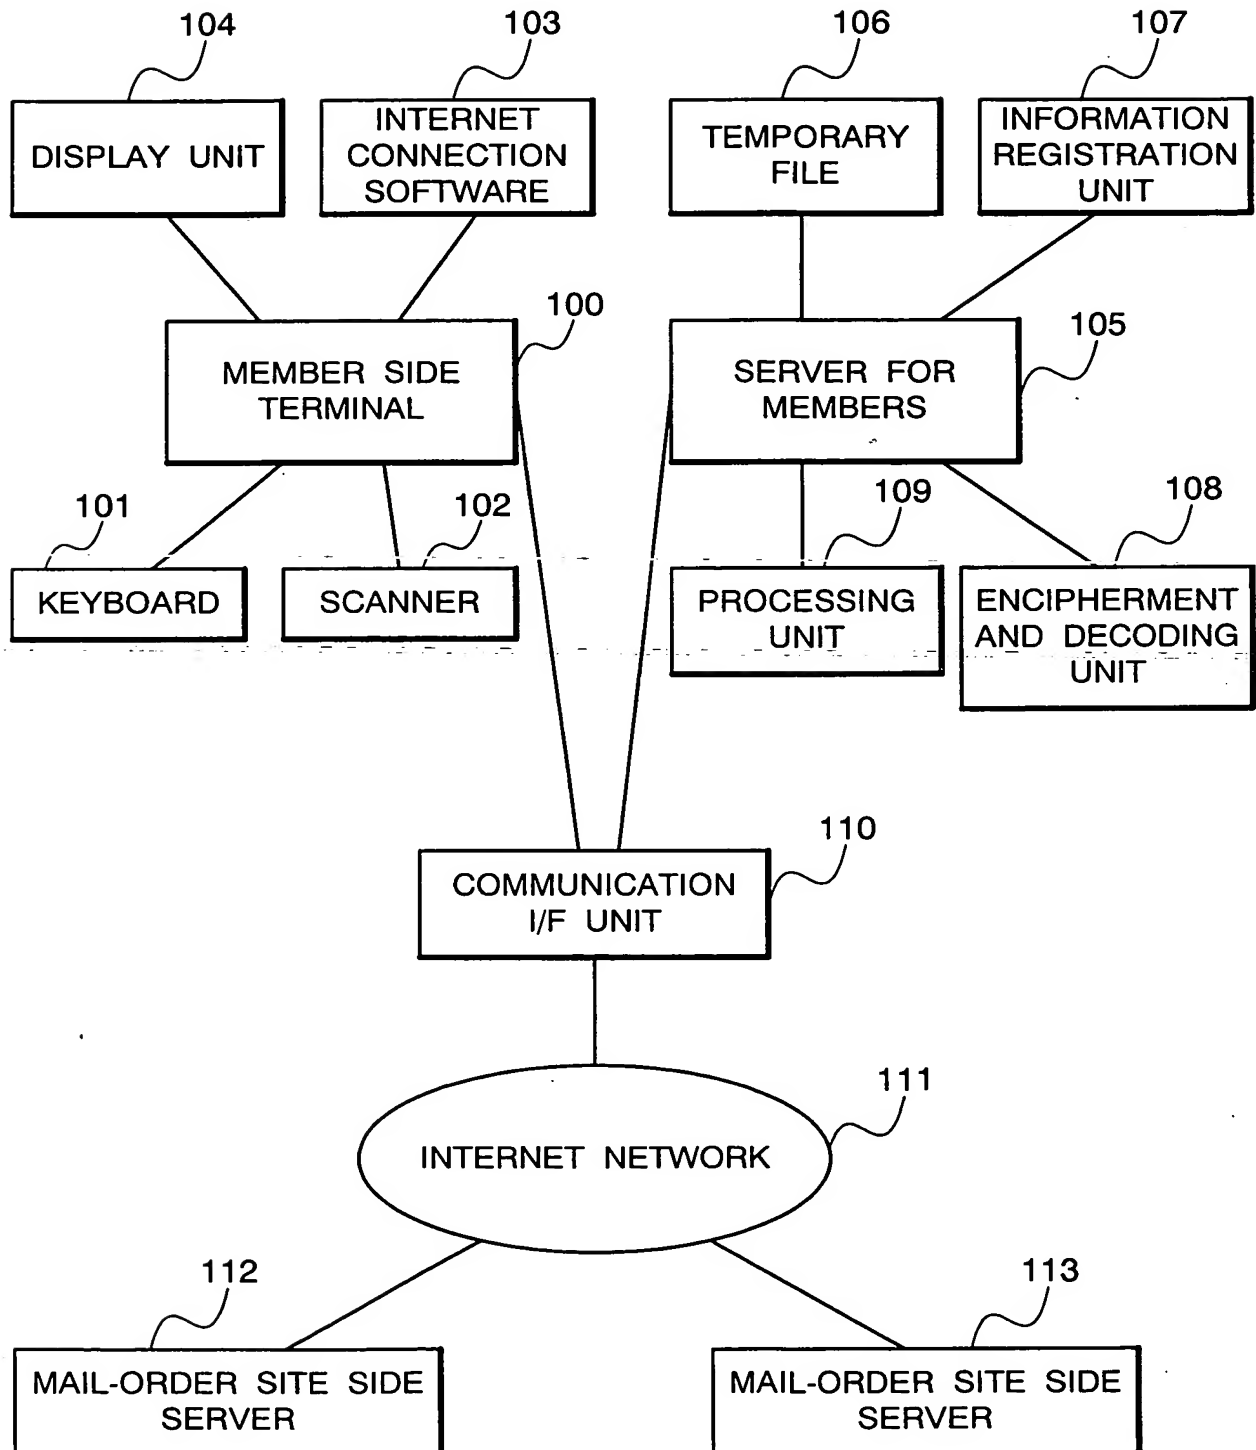 104
103
106
107
DISPLAY UNIT
INTERNET
CONNECTION
SOFTWARE
TEMPORARY
FILE
INFORMATION
REGISTRATION
UNIT
100
105
MEMBER SIDE
TERMINAL
SERVER FOR
MEMBERS
101
102
109
108
KEYBOARD
SCANNER
PROCESSING
UNIT
ENCIPHERMENT
AND DECODING
UNIT
110
COMMUNICATION
I/F UNIT
111
INTERNET NETWORK
112
113
MAIL-ORDER SITE SIDE
SERVER
MAIL-ORDER SITE SIDE
SERVER